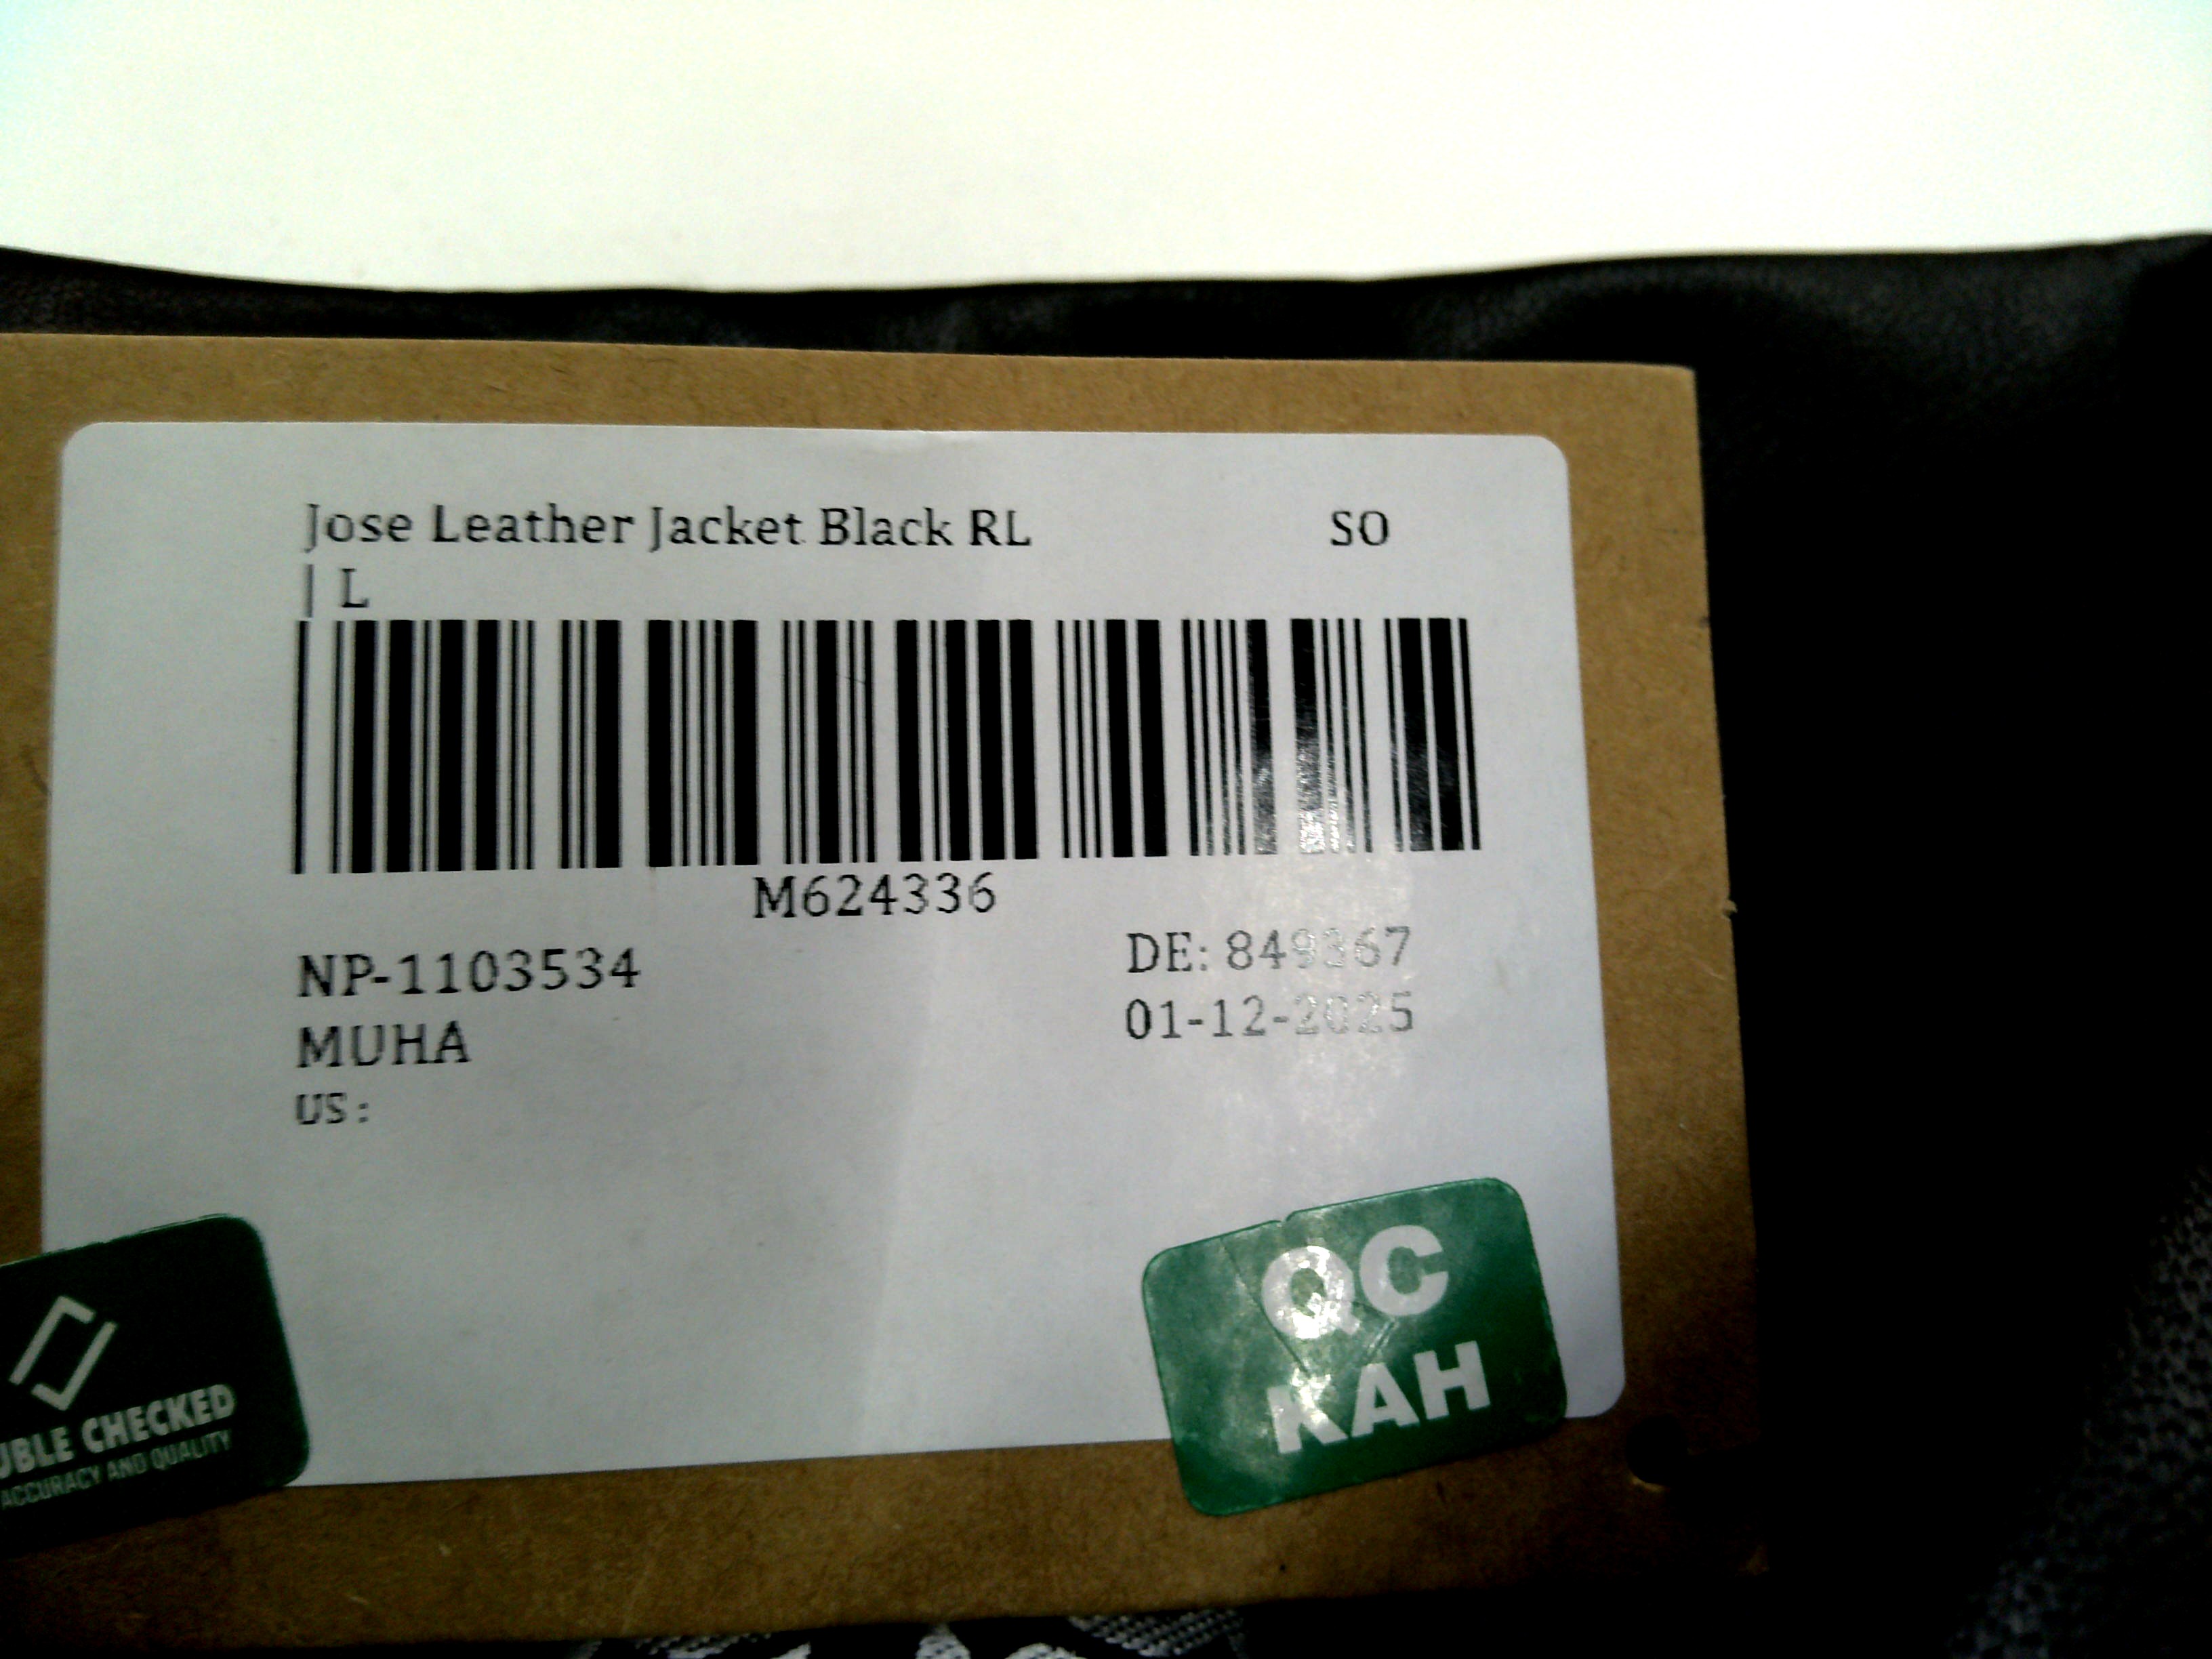 Jose Leather Jacket Black RL SO
| L
M624336
NP-1103534
DE: 849367
MUHA
01-12-2025
US :
QC
KAH
CHECKED
ACCURACY AND QUALITY